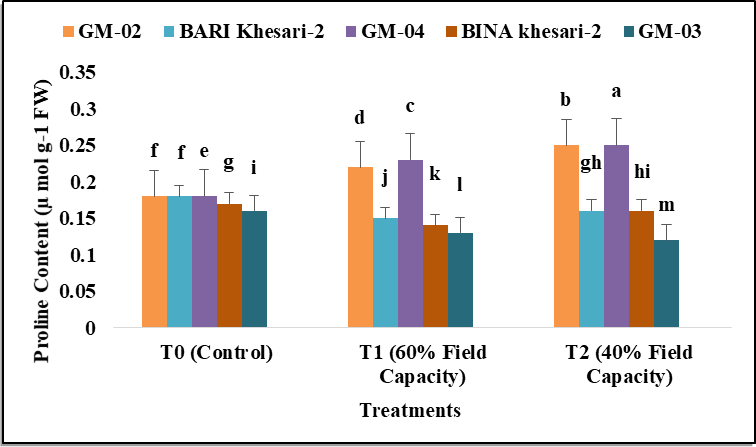 GM-02 BARI Khesari-2 GM-04 BINA khesari-2 GM-03
0.35
0.3
0.25
0.2
0.15
0.1
0.05
0
Proline Content (µ mol g-1 FW)
f f e g i
d j c k l
b gh a hi m
T0 (Control)
T1 (60% Field
Capacity)
T2 (40% Field
Capacity)
Treatments